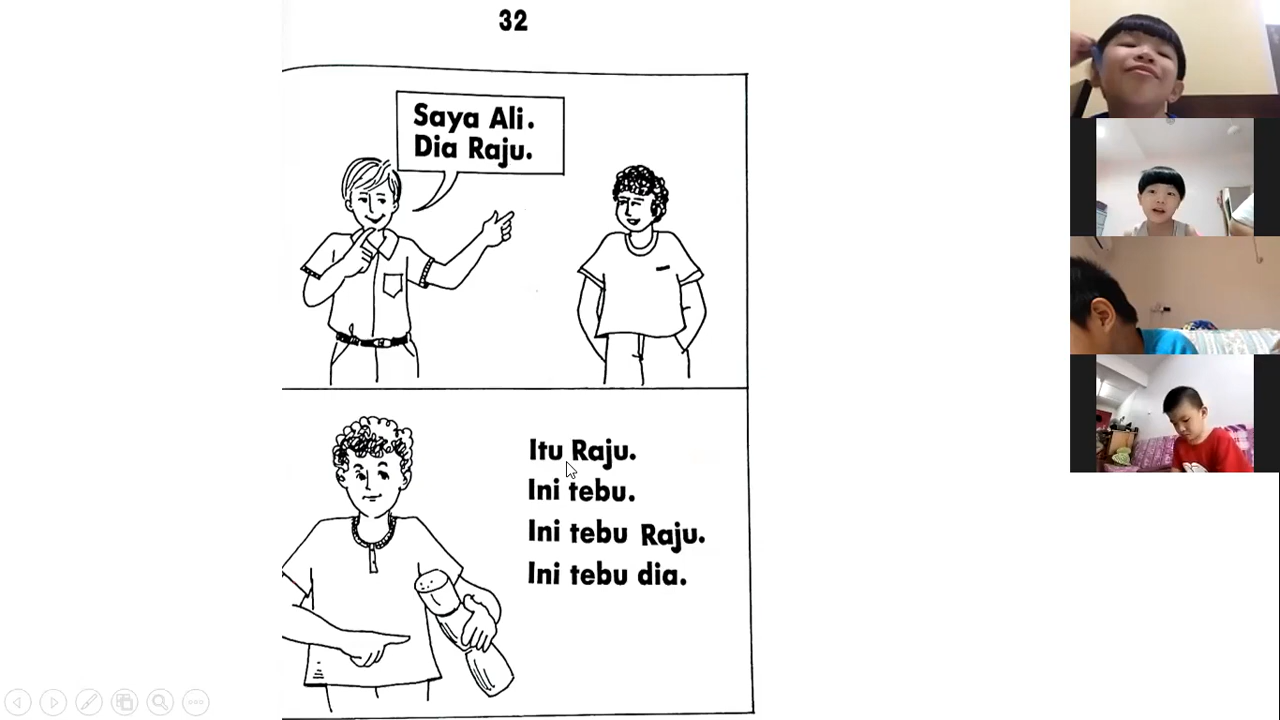 32
Saya Ali.
Dia Raju.
Itu Raju.
Ini tebu.
Ini tebu Raju.
Ini tebu dia.